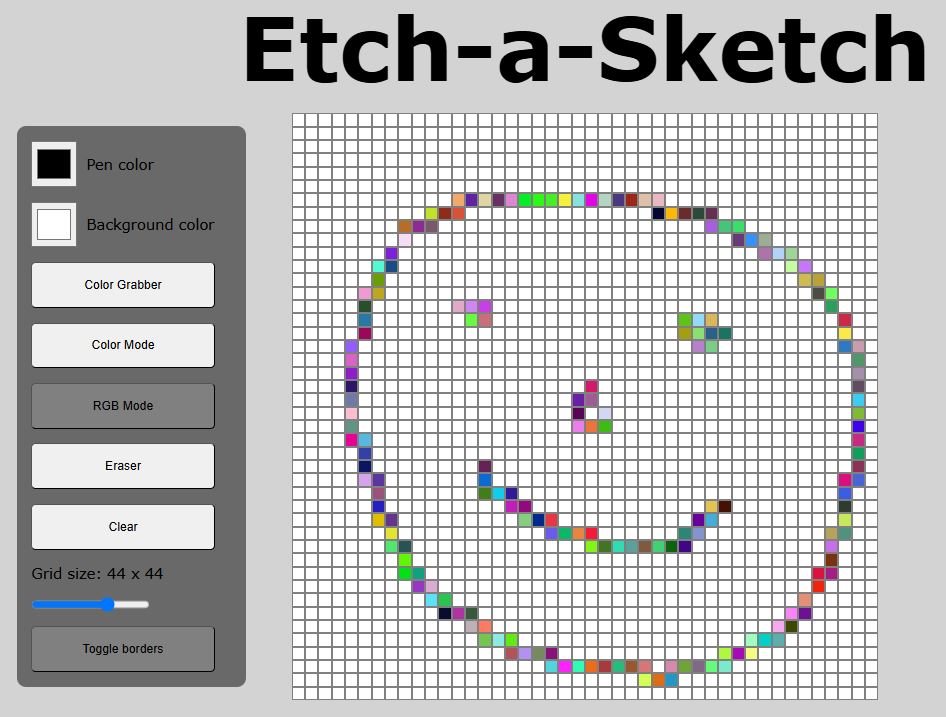 Etch-a-Sketch
Pen color
Background color
Color Grabber
Color Mode
RGB Mode
Eraser
Clear
Grid size: 44 x 44
Toggle borders